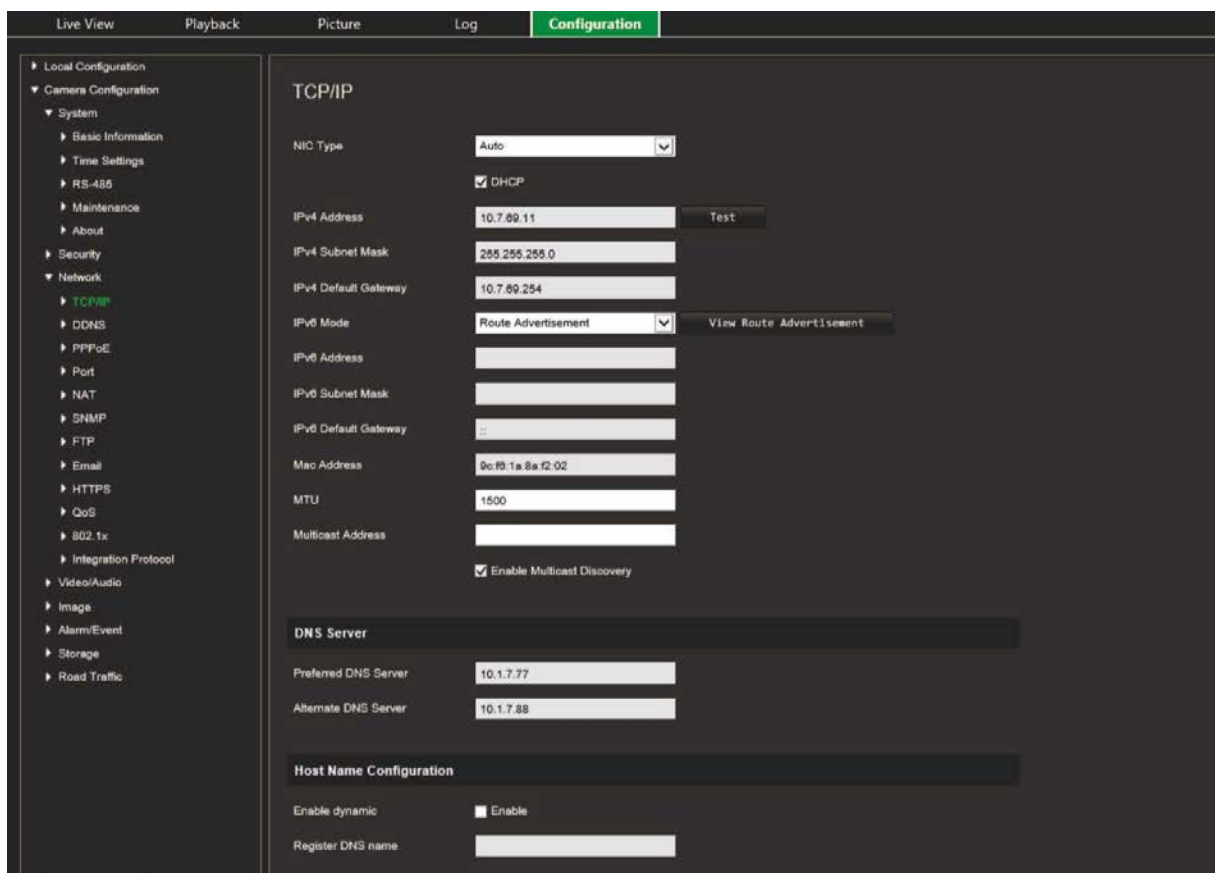 Live View Playback Picture Log Configuration
Local Configuration
Camera Configuration
System
Basic Information
Time Settings
RS-485
Maintenance
About
Security
Network
TCP/IP
DDNS
PPPoE
Port
NAT
SNMP
FTP
Email
HTTPS
QoS
802.1x
Integration Protocol
Video/Audio
Image
Alarm/Event
Storage
Road Traffic
TCP/IP
NIC Type Auto
DHCP
IPv4 Address 10.7.69.11 Test
IPv4 Subnet Mask 255.255.255.0
IPv4 Default Gateway 10.7.69.254
IPv6 Mode Route Advertisement View Route Advertisement
IPv6 Address
IPv6 Subnet Mask
IPv6 Default Gateway ::
Mac Address 9c:f6:1a:8a:f2:02
MTU 1500
Multicast Address
Enable Multicast Discovery
DNS Server
Preferred DNS Server 10.1.7.77
Alternate DNS Server 10.1.7.88
Host Name Configuration
Enable dynamic Enable
Register DNS name